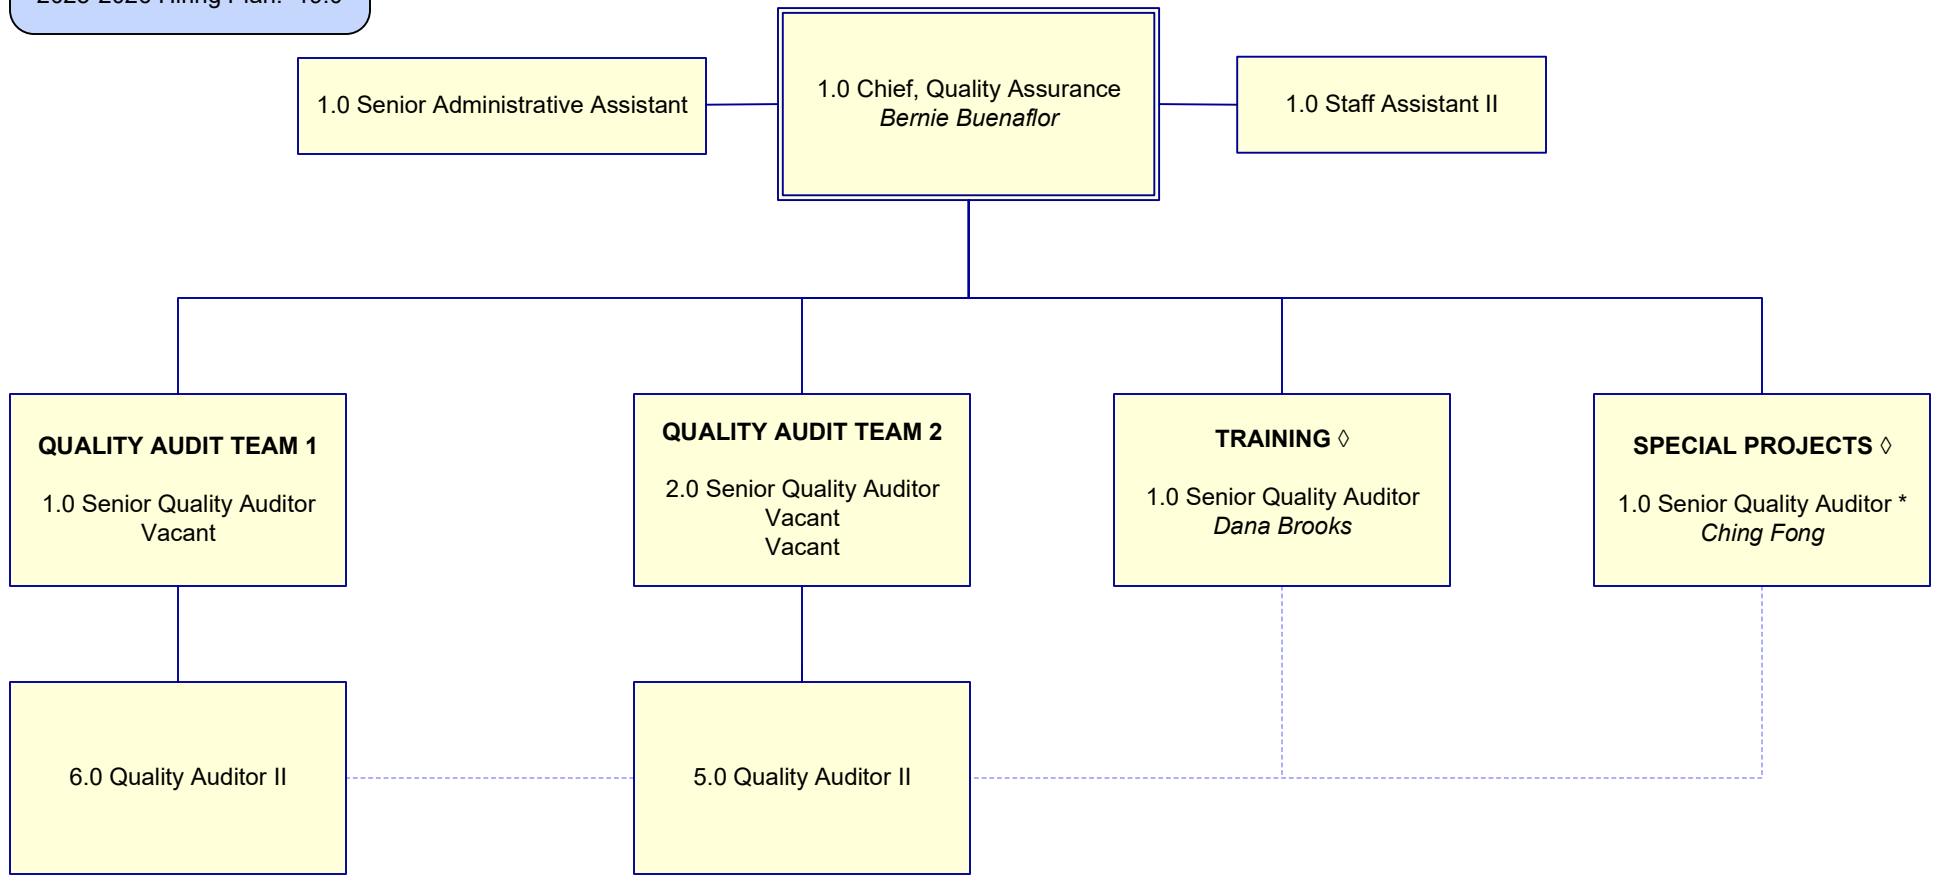 1.0 Senior Administrative Assistant
1.0 Chief, Quality Assurance
Bernie Buenaflor
1.0 Staff Assistant II
QUALITY AUDIT TEAM 1
1.0 Senior Quality Auditor
Vacant
QUALITY AUDIT TEAM 2
2.0 Senior Quality Auditor
Vacant
Vacant
TRAINING ◊
1.0 Senior Quality Auditor
Dana Brooks
SPECIAL PROJECTS ◊
1.0 Senior Quality Auditor *
Ching Fong
6.0 Quality Auditor II
5.0 Quality Auditor II